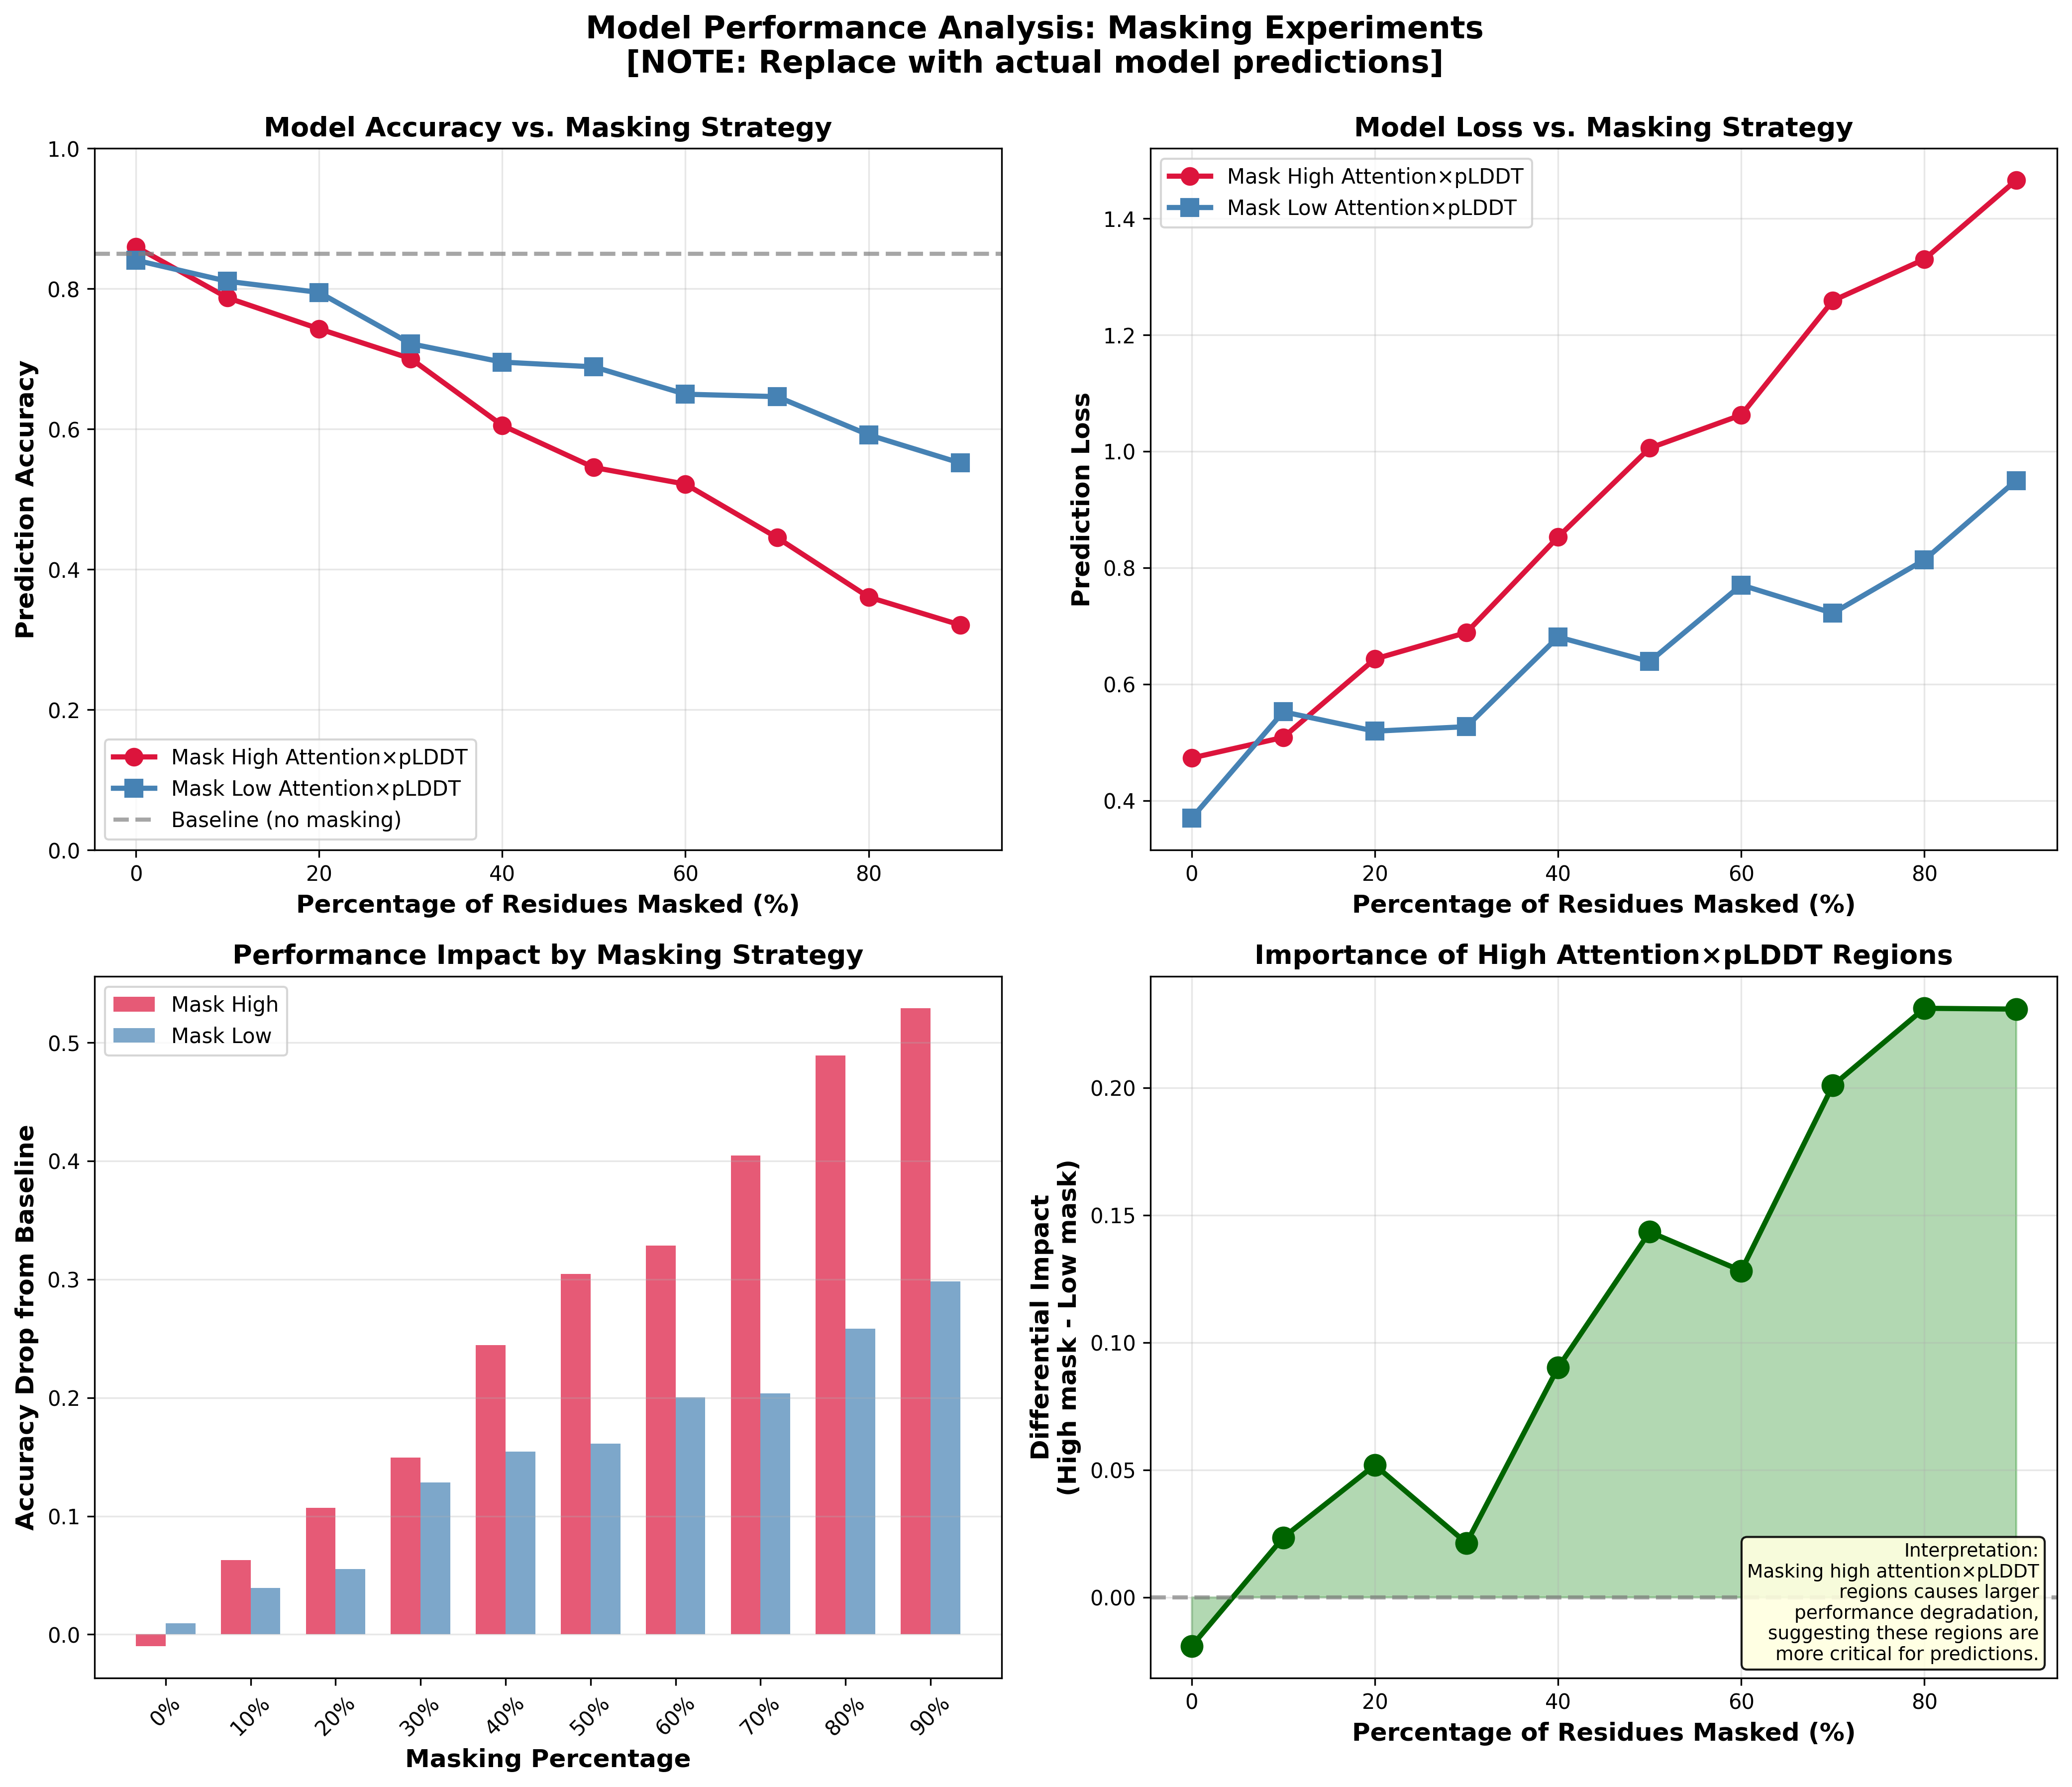 Model Performance Analysis: Masking Experiments
[NOTE: Replace with actual model predictions]
Model Accuracy vs. Masking Strategy
Prediction Accuracy
1.0
0.8
0.6
0.4
0.2
0.0
Mask High Attention×pLDDT
Mask Low Attention×pLDDT
Baseline (no masking)
0 20 40 60 80
Percentage of Residues Masked (%)
Model Loss vs. Masking Strategy
Prediction Loss
Mask High Attention×pLDDT
Mask Low Attention×pLDDT
1.4
1.2
1.0
0.8
0.6
0.4
0 20 40 60 80
Percentage of Residues Masked (%)
Performance Impact by Masking Strategy
Accuracy Drop from Baseline
Mask High
Mask Low
0.5
0.4
0.3
0.2
0.1
0.0
0% 10% 20% 30% 40% 50% 60% 70% 80% 90%
Masking Percentage
Importance of High Attention×pLDDT Regions
Differential Impact
(High mask - Low mask)
0.20
0.15
0.10
0.05
0.00
Interpretation:
Masking high attention×pLDDT
regions causes larger
performance degradation,
suggesting these regions are
more critical for predictions.
0 20 40 60 80
Percentage of Residues Masked (%)